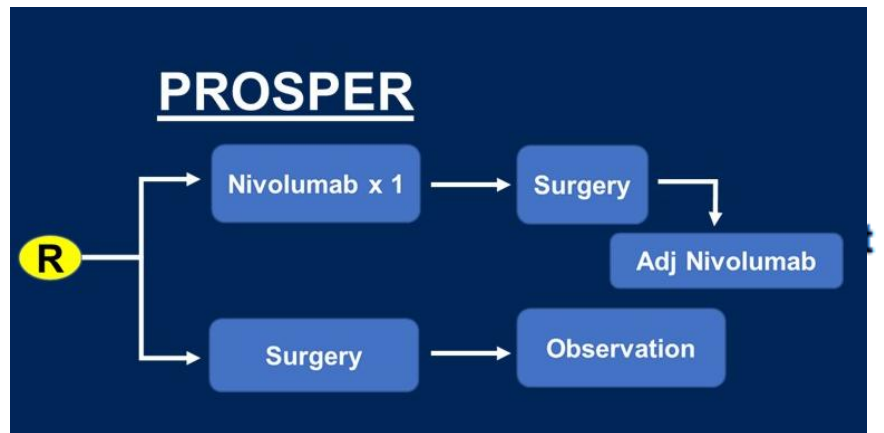 PROSPER
Nivolumab x 1
Surgery
R
Adj Nivolumab
Surgery
Observation